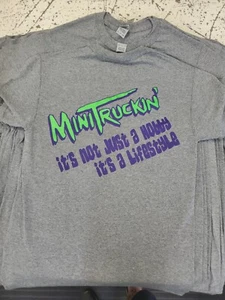 MiniTruckin'
it's not just a Hobby
it's a Lifestyle